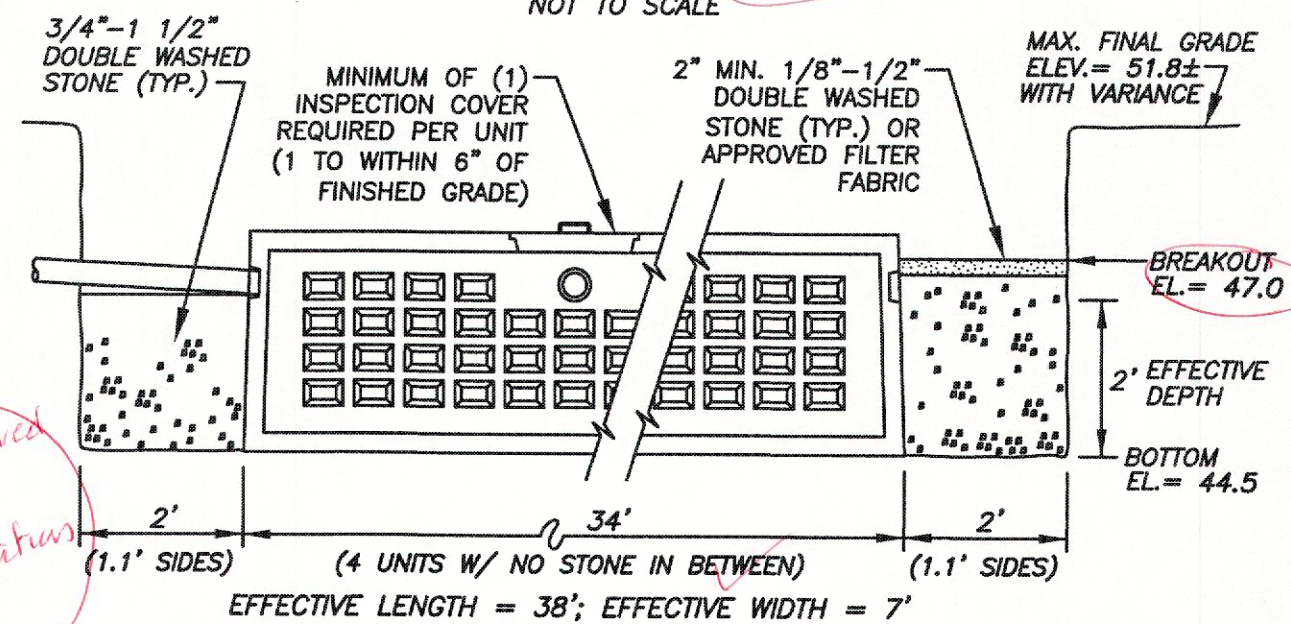 NOT TO SCALE
3/4"-1 1/2"
DOUBLE WASHED
STONE (TYP.)
MINIMUM OF (1)
INSPECTION COVER
REQUIRED PER UNIT
(1 TO WITHIN 6" OF
FINISHED GRADE)
2" MIN. 1/8"-1/2"
DOUBLE WASHED
STONE (TYP.) OR
APPROVED FILTER
FABRIC
MAX. FINAL GRADE
ELEV.= 51.8±
WITH VARIANCE
BREAKOUT
EL.= 47.0
2' EFFECTIVE
DEPTH
BOTTOM
EL.= 44.5
2'
(1.1' SIDES)
34'
(4 UNITS W/ NO STONE IN BETWEEN)
2'
(1.1' SIDES)
EFFECTIVE LENGTH = 38'; EFFECTIVE WIDTH = 7'